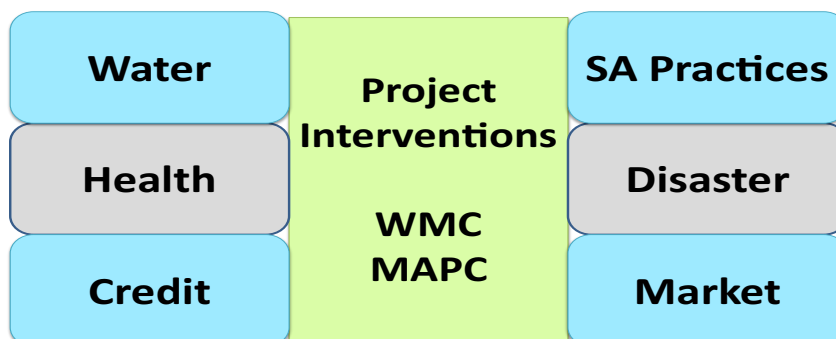 Water
Health
Credit
Project
Interventions
WMC
MAPC
SA Practices
Disaster
Market